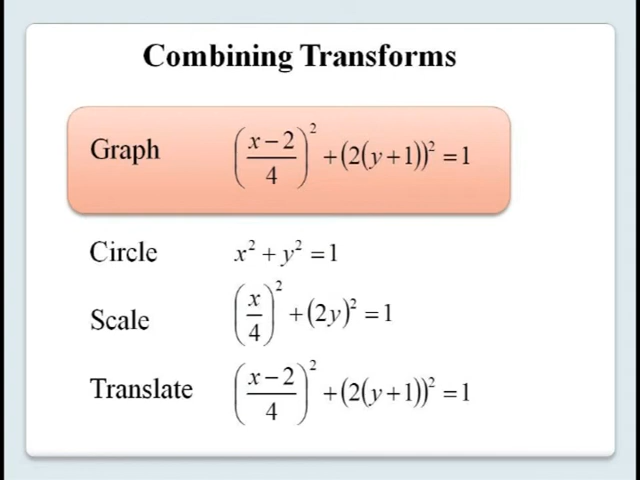 Combining Transforms
Graph ((x − 2)/4)² + (2(y + 1))² = 1
Circle x² + y² = 1
Scale (x/4)² + (2y)² = 1
Translate ((x − 2)/4)² + (2(y + 1))² = 1